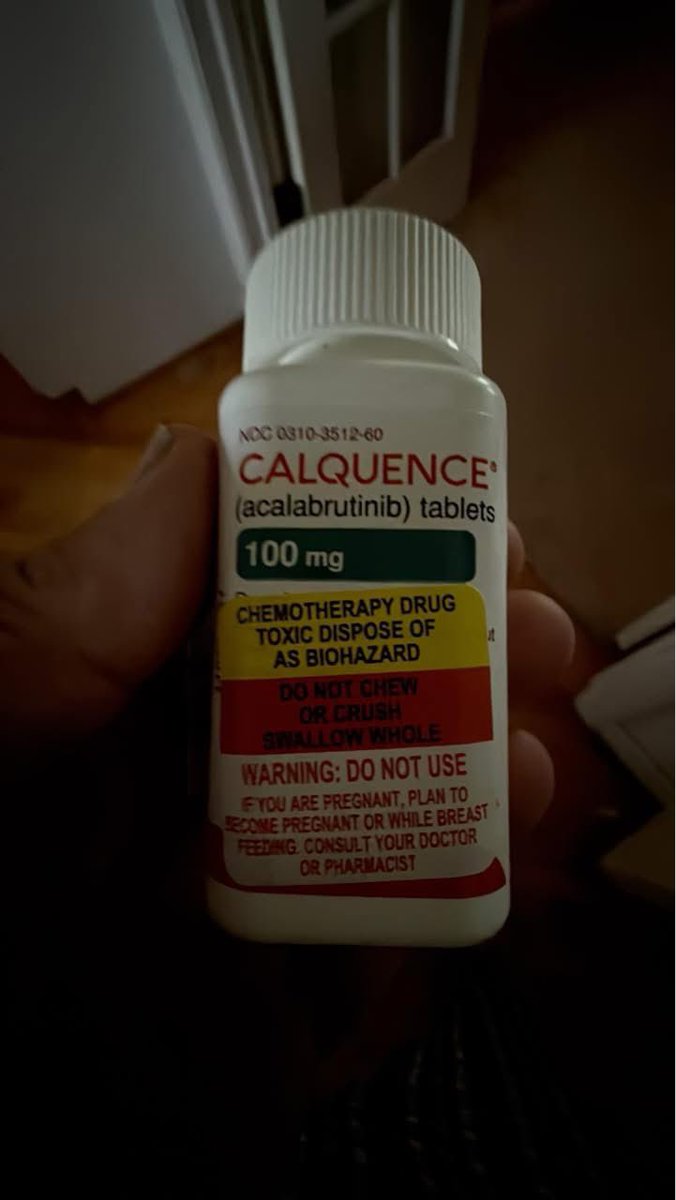 NDC 0310-3512-60
CALQUENCE®
(acalabrutinib) tablets
100 mg
CHEMOTHERAPY DRUG
TOXIC DISPOSE OF
AS BIOHAZARD
DO NOT CHEW
OR CRUSH
SWALLOW WHOLE
WARNING: DO NOT USE
IF YOU ARE PREGNANT, PLAN TO
BECOME PREGNANT OR WHILE BREAST
FEEDING. CONSULT YOUR DOCTOR
OR PHARMACIST